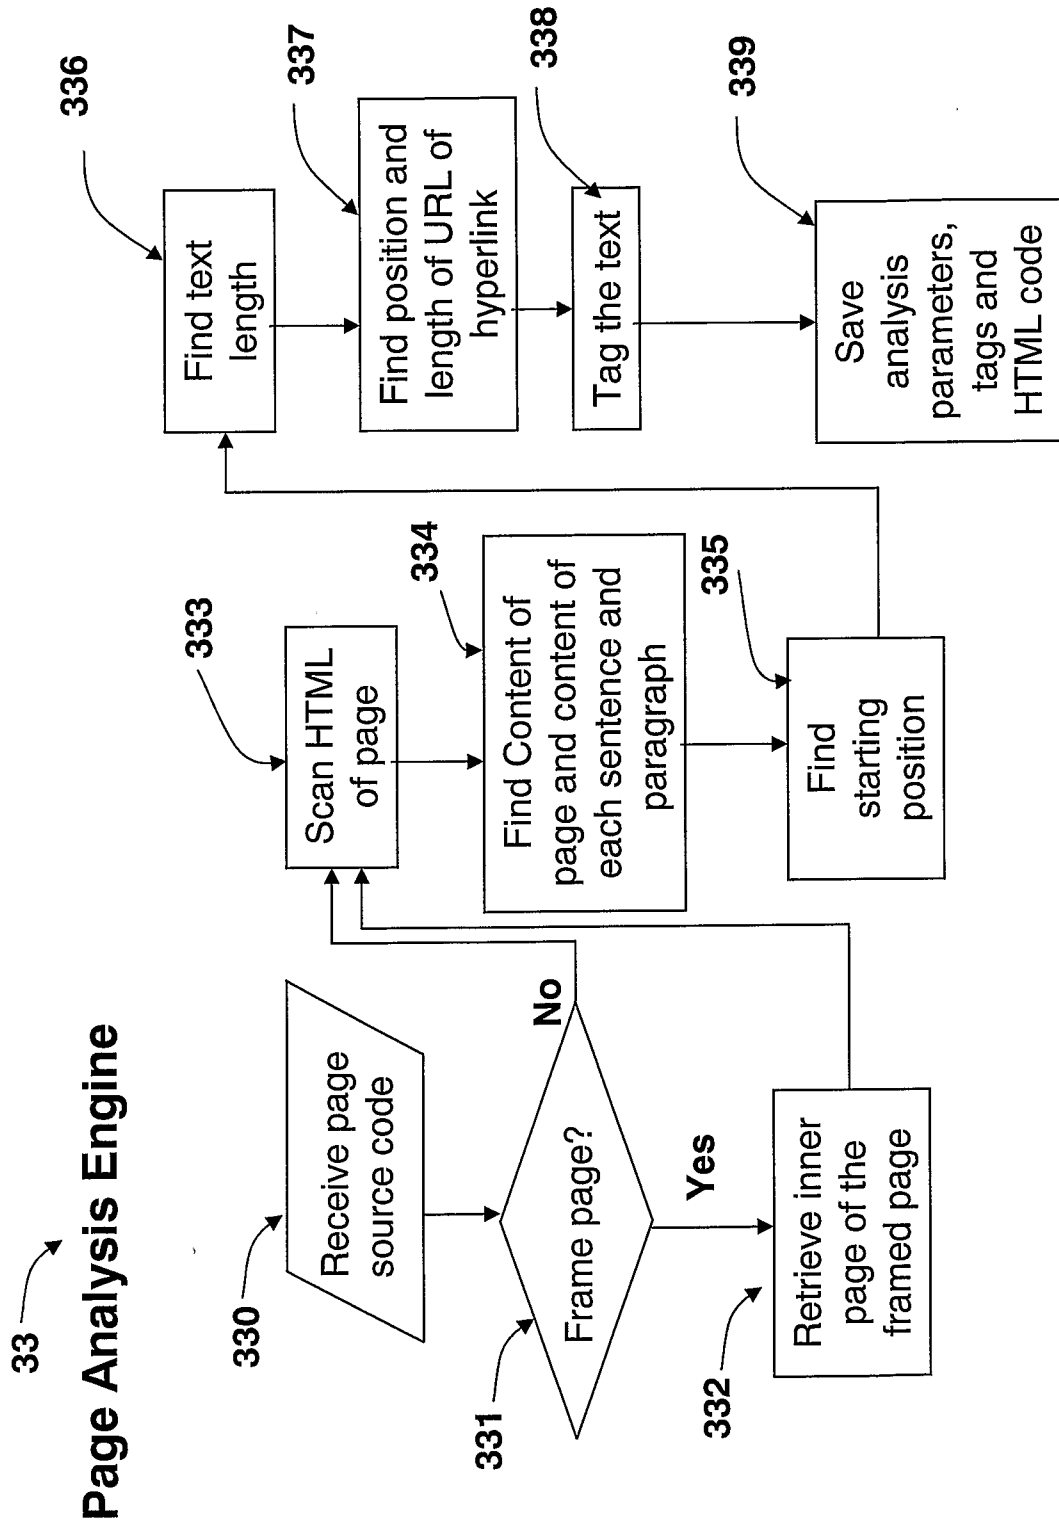 33
Page Analysis Engine
330
Receive page
source code
331
Frame page?
No
Yes
332
Retrieve inner
page of the
framed page
333
Scan HTML
of page
334
Find Content of
page and content of
each sentence and
paragraph
335
Find
starting
position
336
Find text
length
337
Find position and
length of URL of
hyperlink
338
Tag the text
339
Save
analysis
parameters,
tags and
HTML code